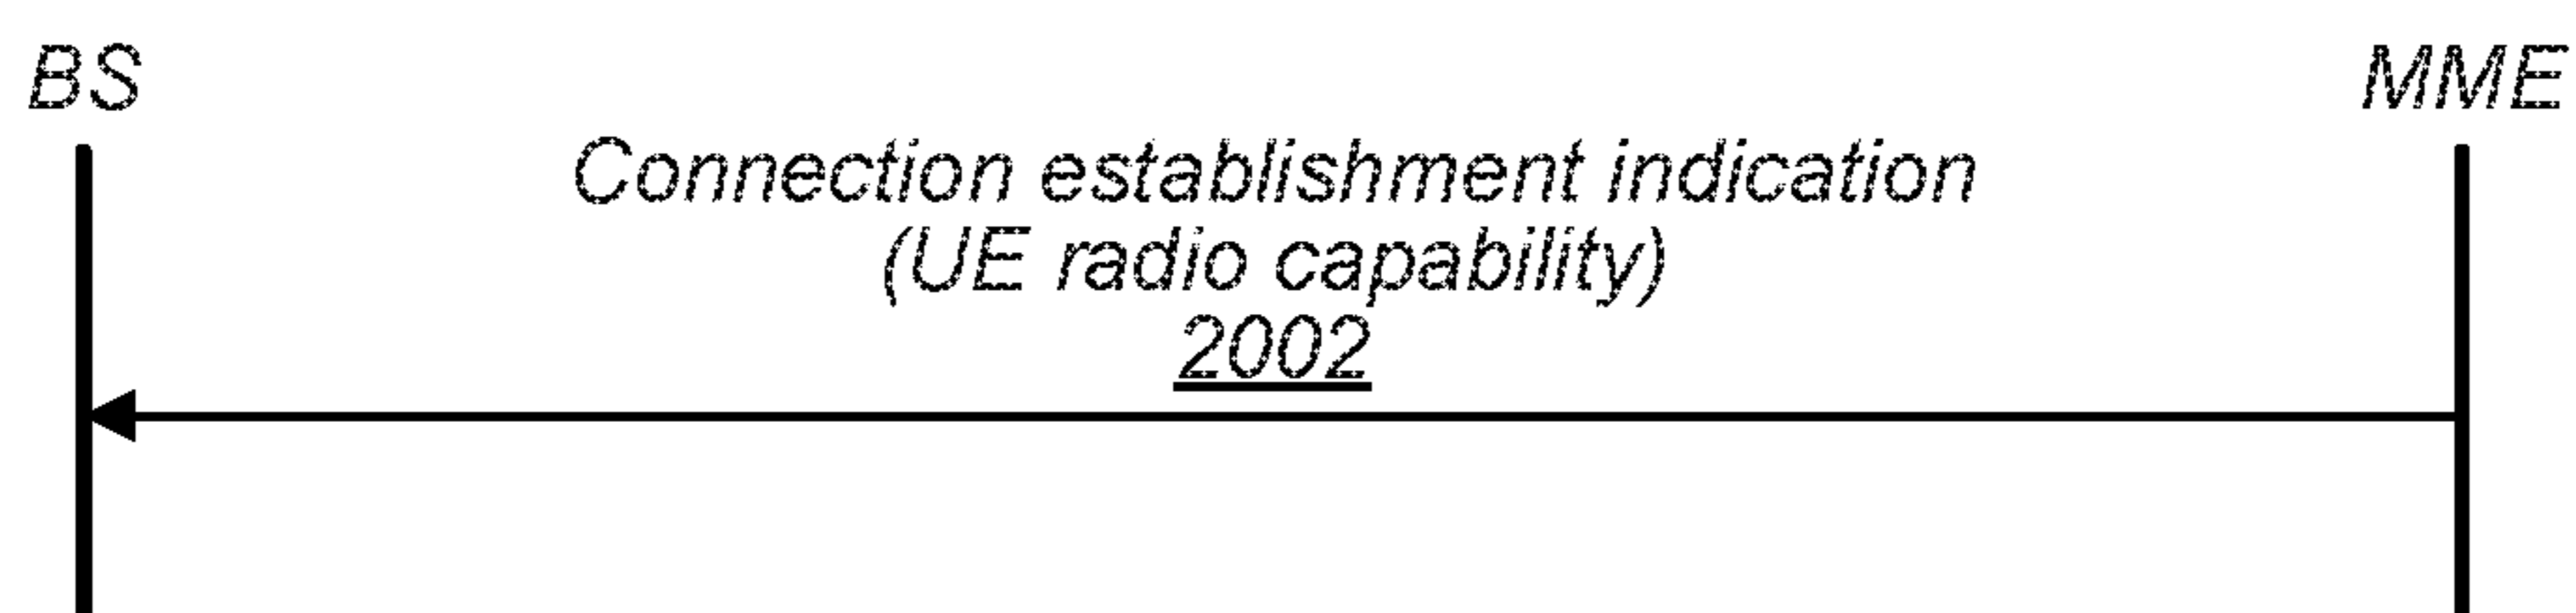 BS
MME
Connection establishment indication
(UE radio capability)
2002